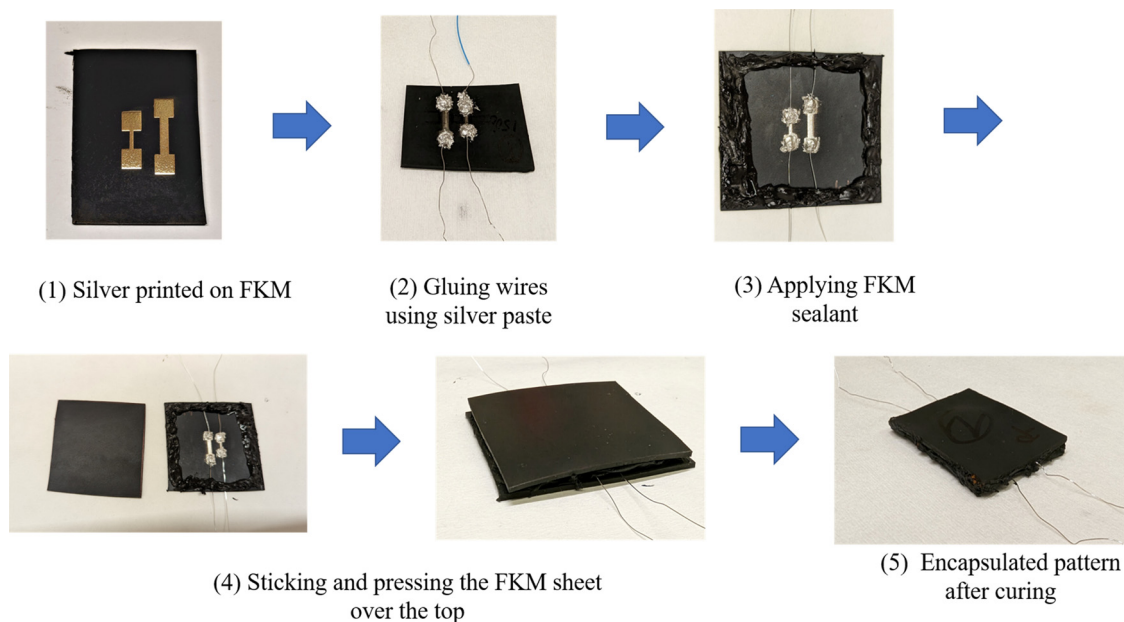 (1) Silver printed on FKM
(2) Gluing wires
using silver paste
(3) Applying FKM
sealant
(4) Sticking and pressing the FKM sheet
over the top
(5) Encapsulated pattern
after curing